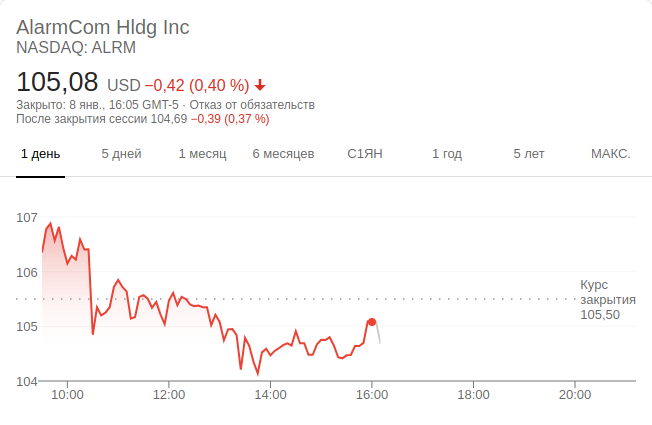 AlarmCom Hldg Inc
NASDAQ: ALRM
105,08 USD −0,42 (0,40 %)
Закрыто: 8 янв., 16:05 GMT-5 · Отказ от обязательств
После закрытия сессии 104,69 −0,39 (0,37 %)
1 день 5 дней 1 месяц 6 месяцев С1ЯН 1 год 5 лет МАКС.
107
106
Курс
закрытия
105,50
105
104
10:00 12:00 14:00 16:00 18:00 20:00